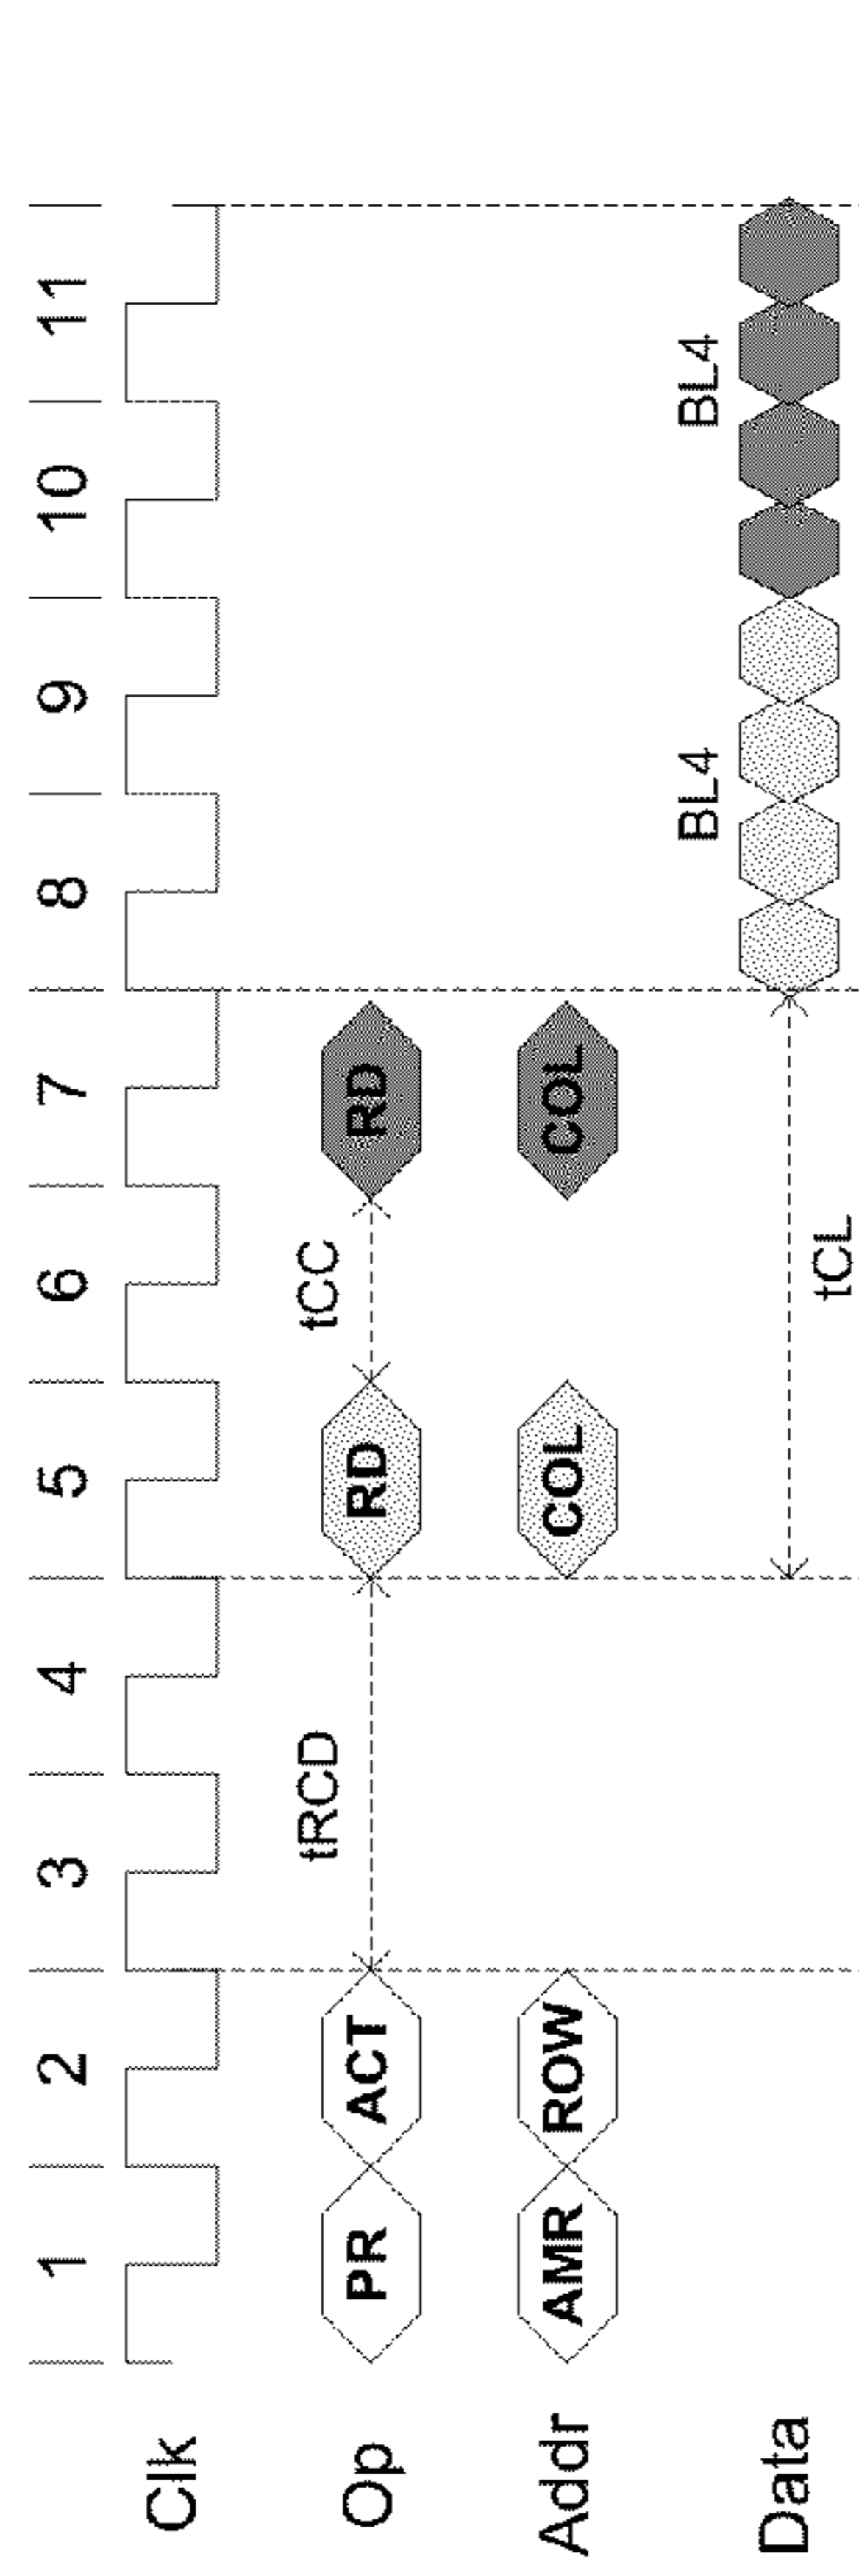 1 2 3 4 5 6 7 8 9 10 11
Clk
tRCD tCC
Op PR ACT RD RD
Addr AMR ROW COL COL
BL4 BL4
Data
tCL